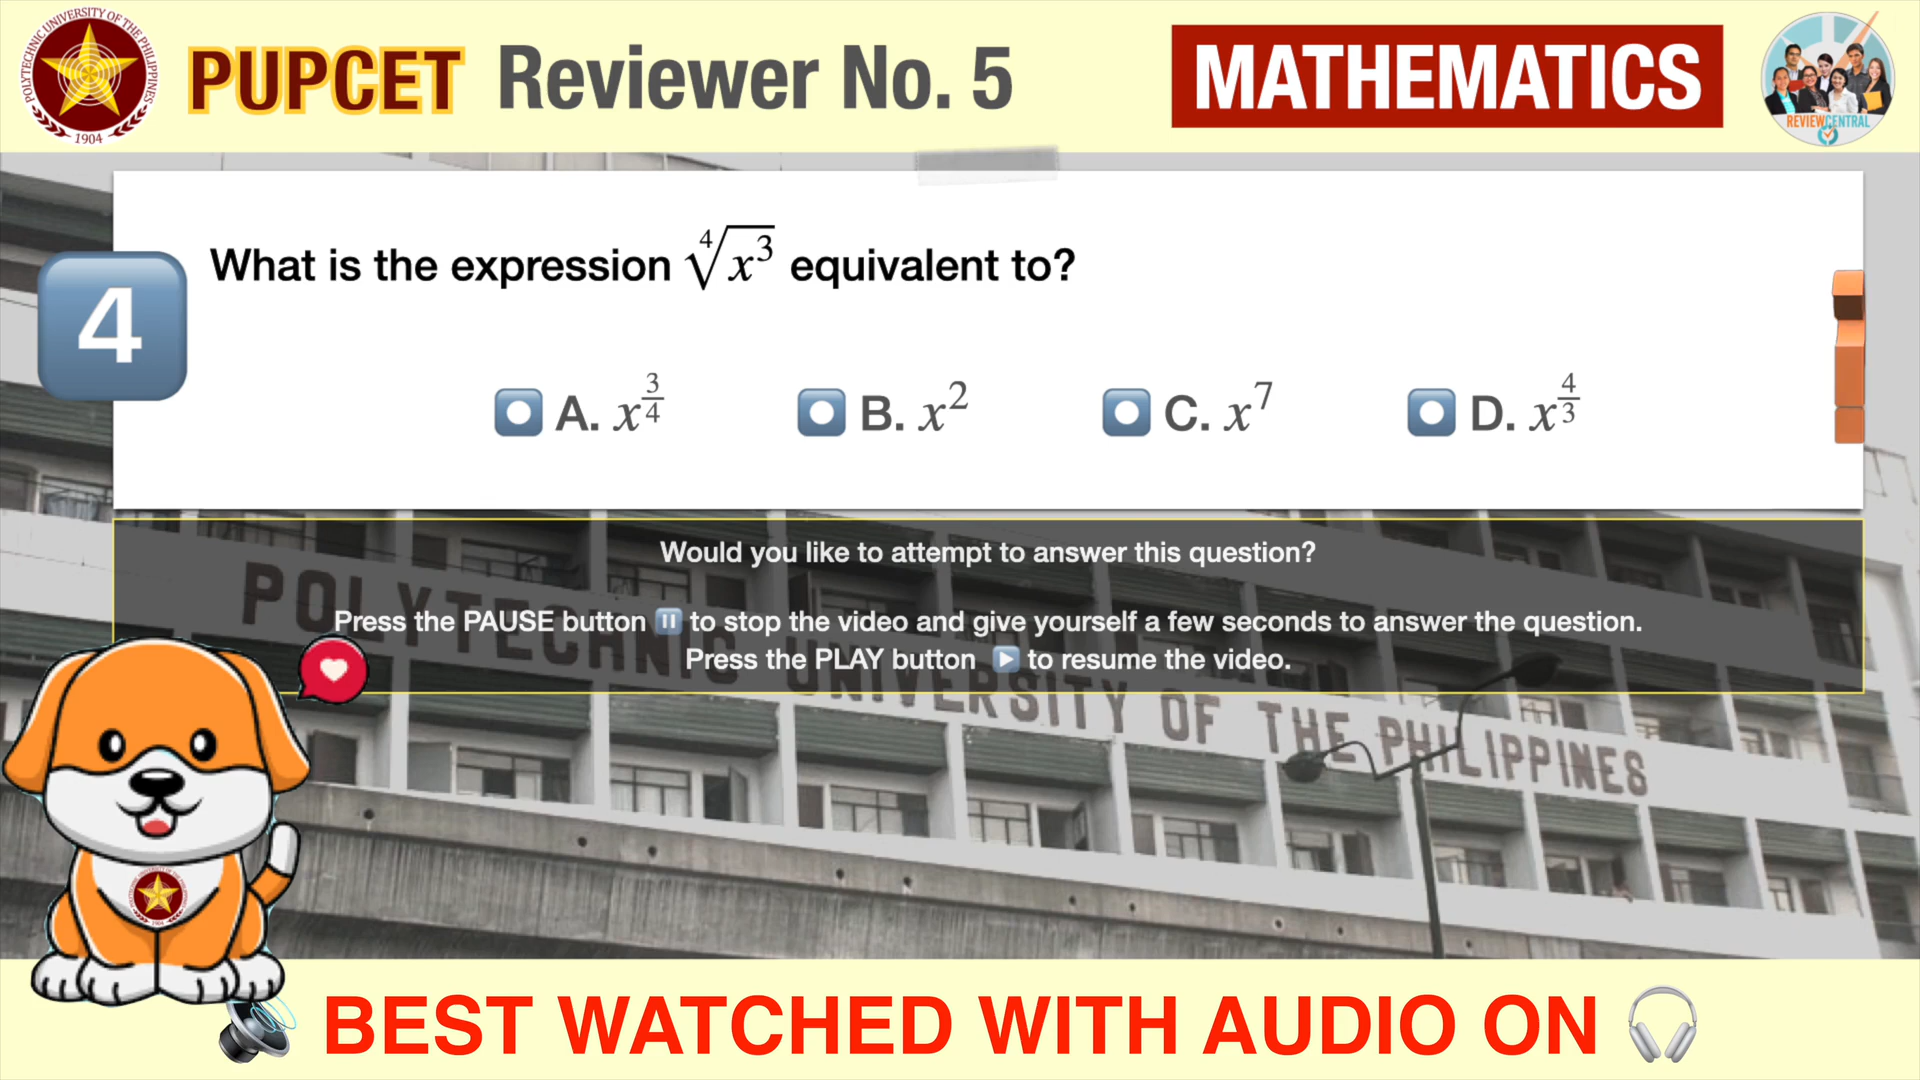 POLYTECHNIC UNIVERSITY OF THE PHILIPPINES
1904
PUPCET Reviewer No. 5
MATHEMATICS
REVIEWCENTRAL
4
What is the expression ∜x³ equivalent to?
A. x^(3/4)
B. x²
C. x⁷
D. x^(4/3)
Would you like to attempt to answer this question?
Press the PAUSE button ⏸ to stop the video and give yourself a few seconds to answer the question.
Press the PLAY button ▶ to resume the video.
POLYTECHNIC UNIVERSITY OF THE PHILIPPINES
BEST WATCHED WITH AUDIO ON